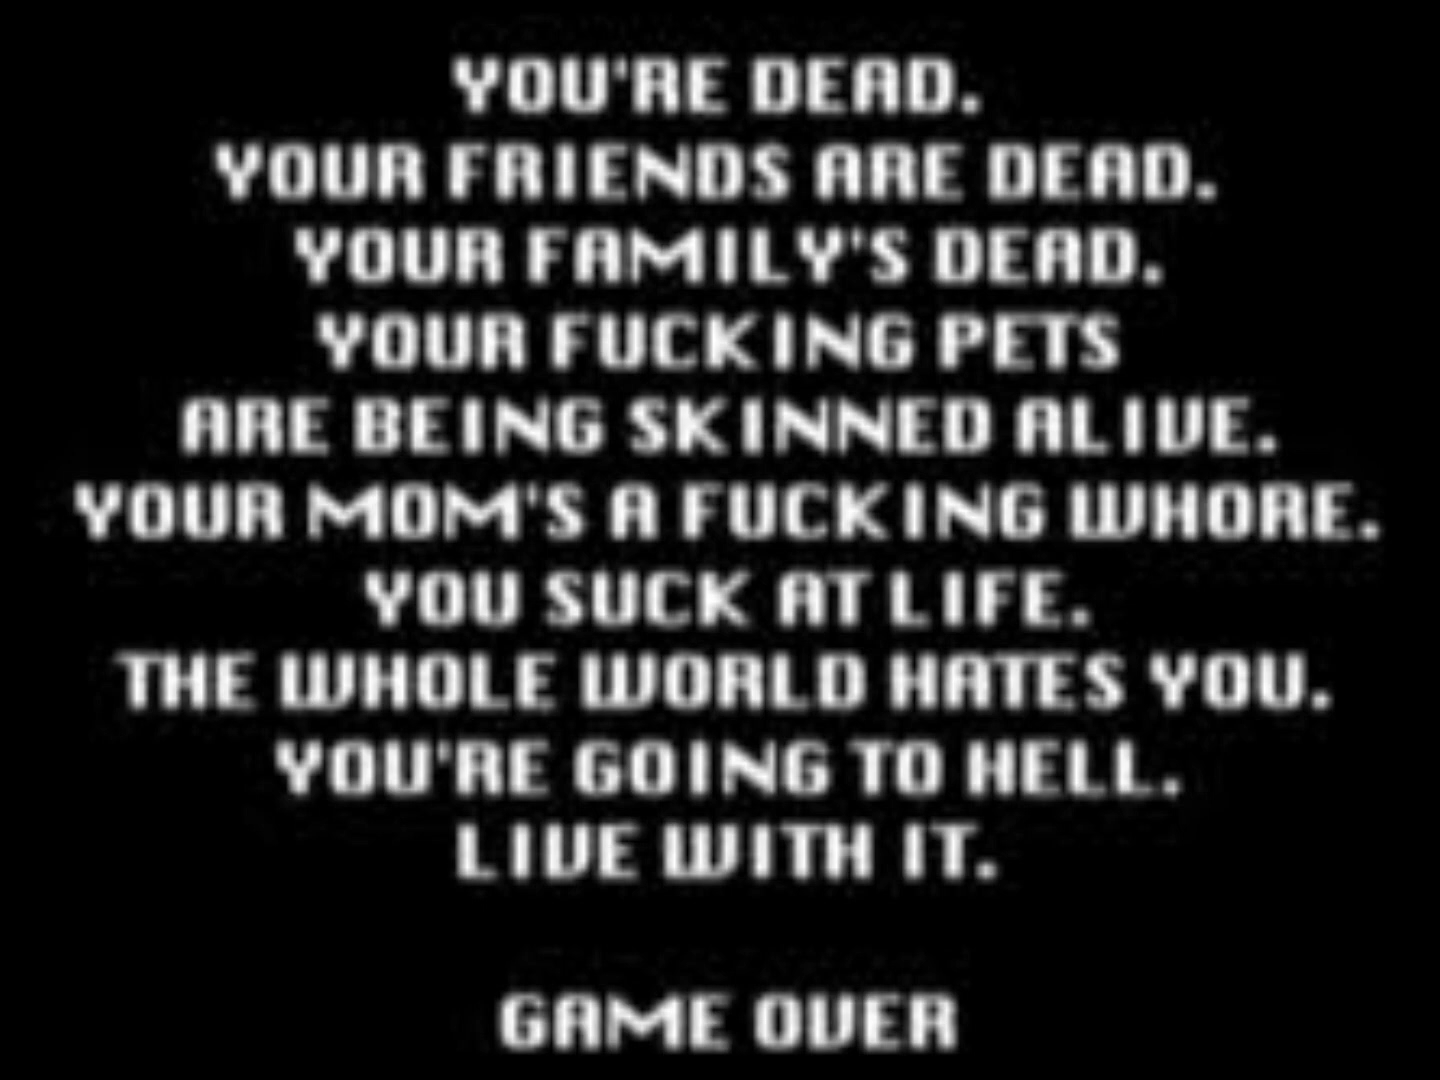 YOU'RE DEAD.
YOUR FRIENDS ARE DEAD.
YOUR FAMILY'S DEAD.
YOUR FUCKING PETS
ARE BEING SKINNED ALIVE.
YOUR MOM'S A FUCKING WHORE.
YOU SUCK AT LIFE.
THE WHOLE WORLD HATES YOU.
YOU'RE GOING TO HELL.
LIVE WITH IT.
GAME OVER